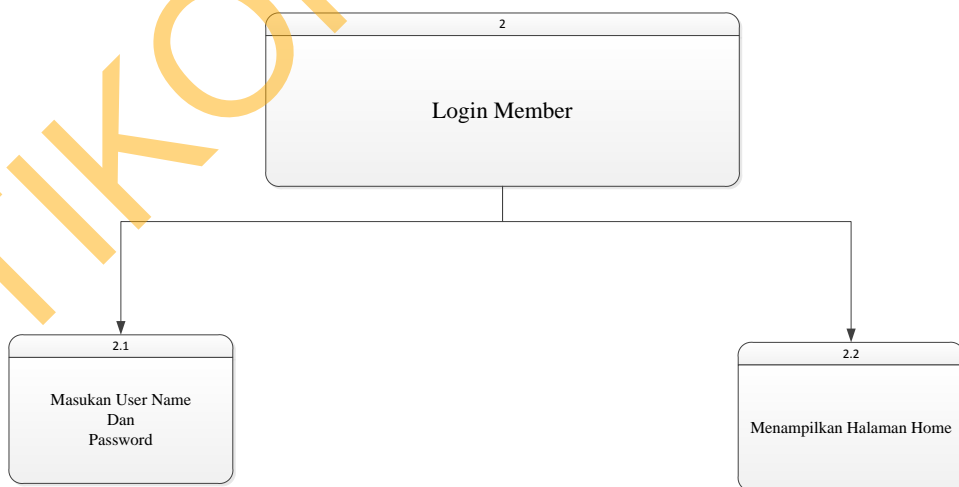 2
Login Member
2.1
Masukan User Name
Dan
Password
2.2
Menampilkan Halaman Home